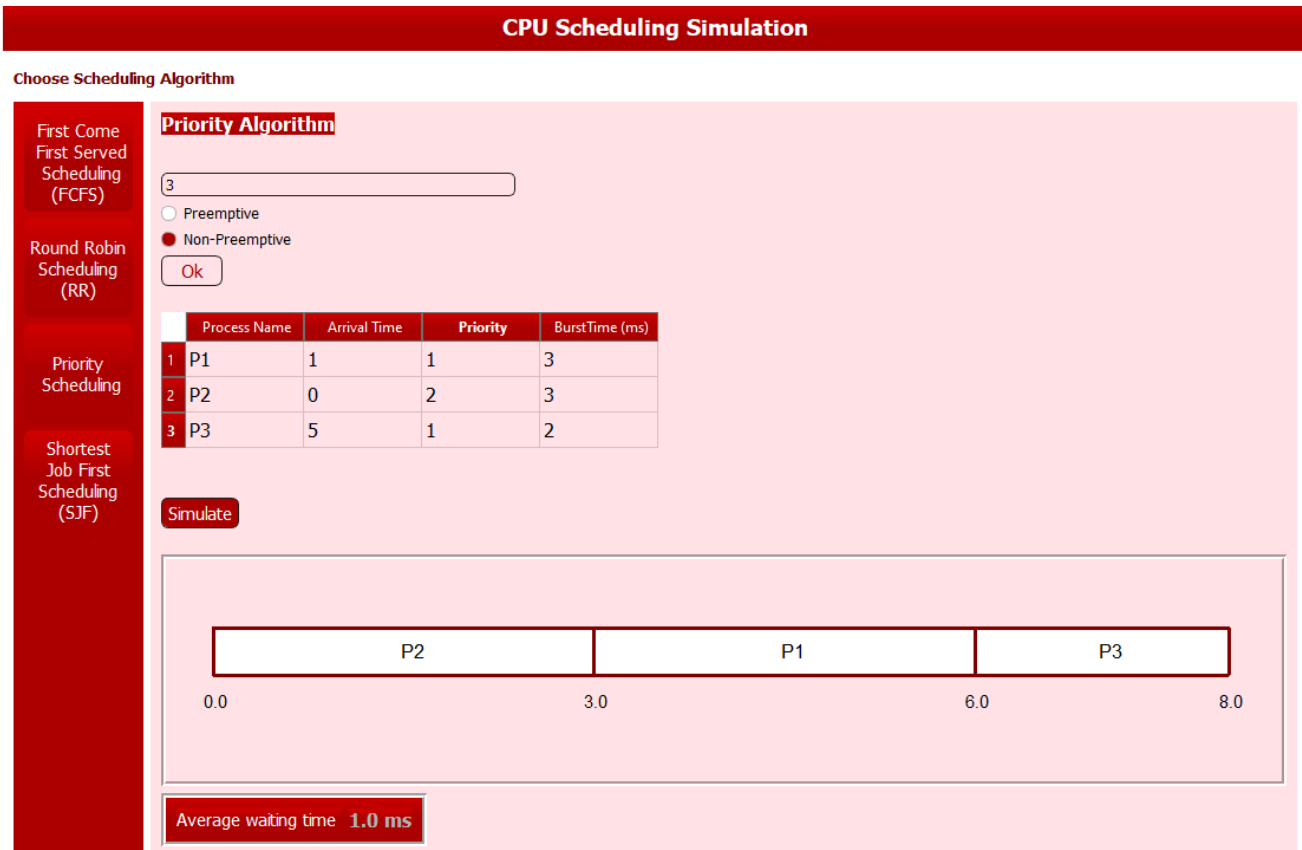 CPU Scheduling Simulation
Choose Scheduling Algorithm
First Come
First Served
Scheduling
(FCFS)
Round Robin
Scheduling
(RR)
Priority
Scheduling
Shortest
Job First
Scheduling
(SJF)
Priority Algorithm
3
Preemptive
Non-Preemptive
Ok
Process Name Arrival Time Priority BurstTime (ms)
1 P1 1 1 3
2 P2 0 2 3
3 P3 5 1 2
Simulate
P2 P1 P3
0.0 3.0 6.0 8.0
Average waiting time 1.0 ms